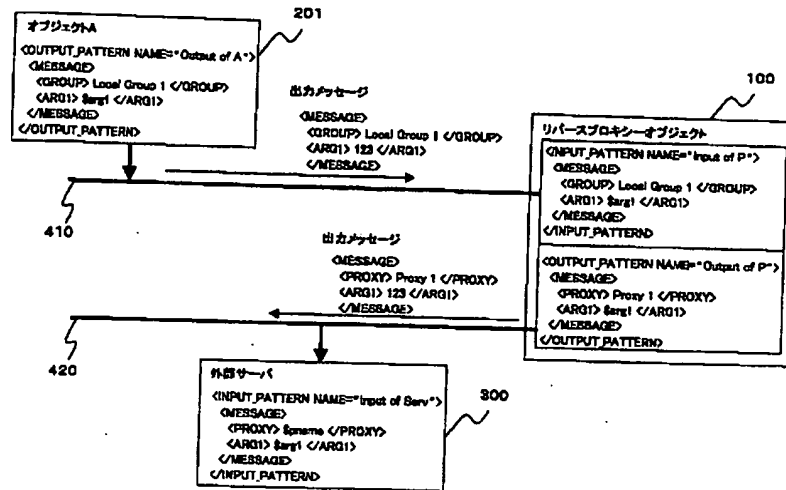 オブジェクトA
201
<OUTPUT_PATTERN NAME="Output of A">
<MESSAGE>
<GROUP> Local Group 1 </GROUP>
<ARG1> $arg1 </ARG1>
</MESSAGE>
</OUTPUT_PATTERN>
出力メッセージ
<MESSAGE>
<GROUP> Local Group 1 </GROUP>
<ARG1> 123 </ARG1>
</MESSAGE>
100
リバースプロキシーオブジェクト
<INPUT_PATTERN NAME="Input of P">
<MESSAGE>
<GROUP> Local Group 1 </GROUP>
<ARG1> $arg1 </ARG1>
</MESSAGE>
</INPUT_PATTERN>
<OUTPUT_PATTERN NAME="Output of P">
<MESSAGE>
<PROXY> Proxy 1 </PROXY>
<ARG1> $arg1 </ARG1>
</MESSAGE>
</OUTPUT_PATTERN>
410
出力メッセージ
<MESSAGE>
<PROXY> Proxy 1 </PROXY>
<ARG1> 123 </ARG1>
</MESSAGE>
420
外部サーバ
300
<INPUT_PATTERN NAME="Input of Serv">
<MESSAGE>
<PROXY> $pname </PROXY>
<ARG1> $arg1 </ARG1>
</MESSAGE>
</INPUT_PATTERN>